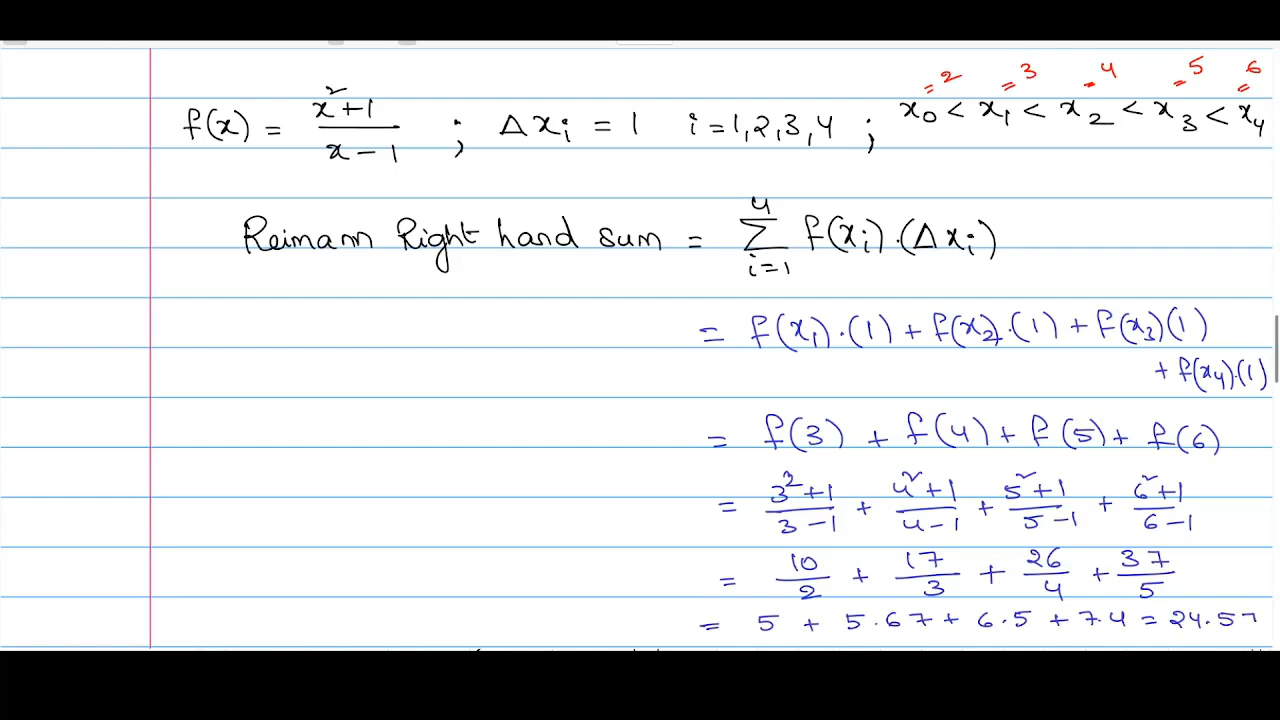 = 2 = 3 = 4 = 5 = 6
f(x) = x²+1 / x−1 ; Δxᵢ = 1 i=1,2,3,4 ; x₀ < x₁ < x₂ < x₃ < x₄
Reimann Right hand sum = Σ⁴ᵢ₌₁ f(xᵢ)·(Δxᵢ)
= f(x₁)·(1) + f(x₂)·(1) + f(x₃)(1)
+ f(x₄)·(1)
= f(3) + f(4) + f(5) + f(6)
= 3²+1 / 3−1 + 4²+1 / 4−1 + 5²+1 / 5−1 + 6²+1 / 6−1
= 10/2 + 17/3 + 26/4 + 37/5
= 5 + 5.67 + 6.5 + 7.4 = 24.57